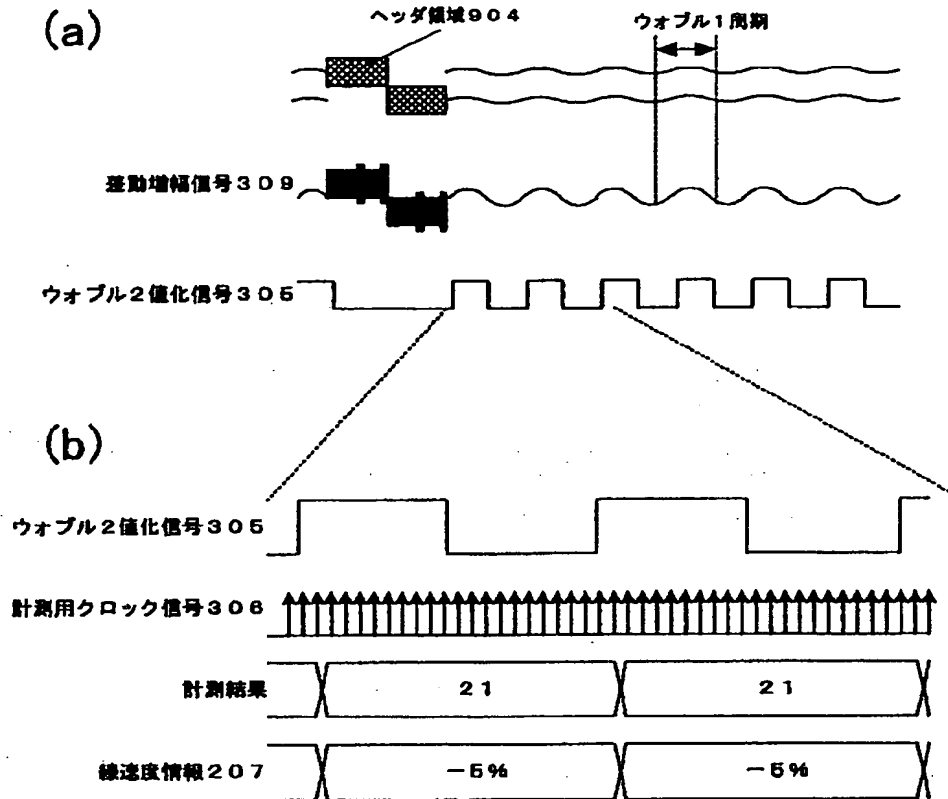 (a)
ヘッダ領域904
ウォブル1周期
差動増幅信号309
ウォブル2値化信号305
(b)
ウォブル2値化信号305
計測用クロック信号306
計測結果
21
21
線速度情報207
−5%
−5%